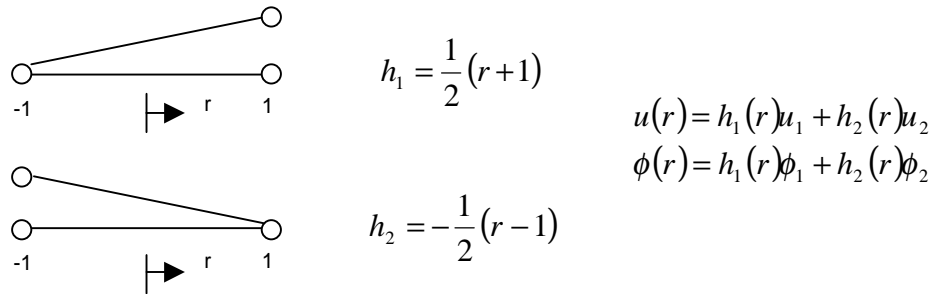 -1 r 1
h₁ = 1/2 (r + 1)
u(r) = h₁(r)u₁ + h₂(r)u₂
ϕ(r) = h₁(r)ϕ₁ + h₂(r)ϕ₂
-1 r 1
h₂ = -1/2 (r - 1)